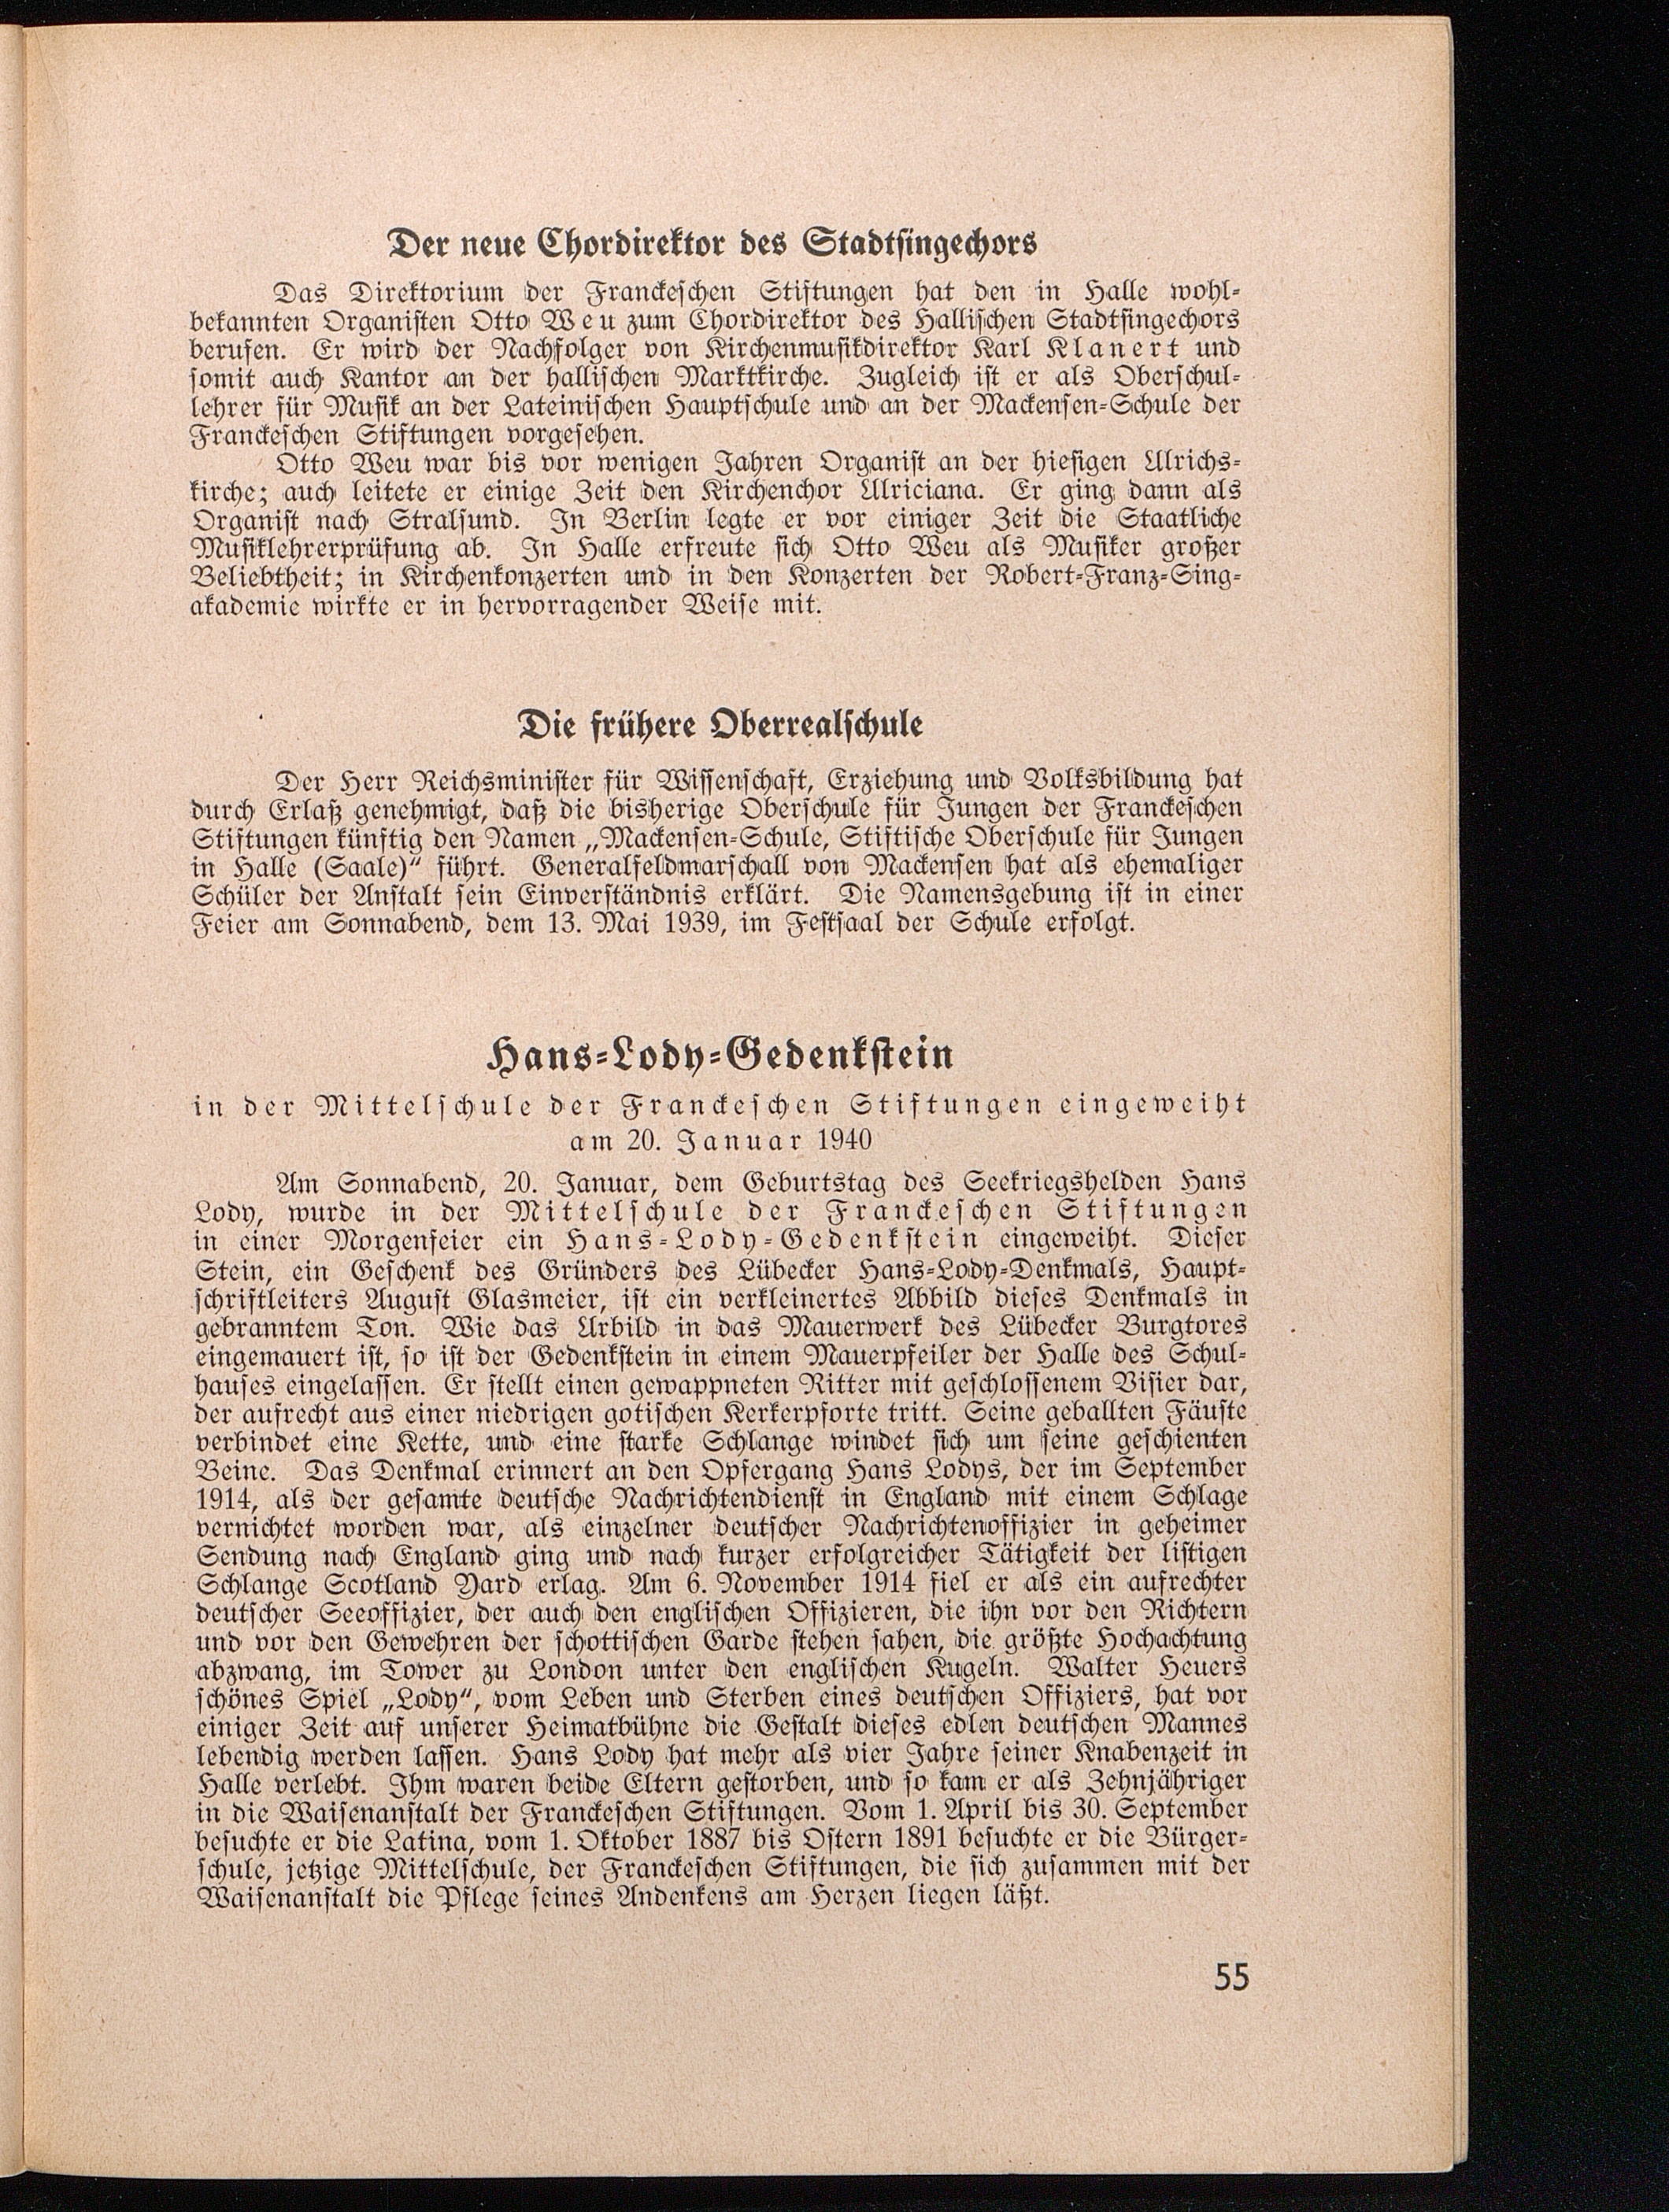 Der neue Chordirektor des Stadtsingechors
Das Direktorium der Franckeschen Stiftungen hat den in Halle wohl-
bekannten Organisten Otto Weu zum Chordirektor des Hallischen Stadtsingechors
berufen. Er wird der Nachfolger von Kirchenmusikdirektor Karl Klanert und
somit auch Kantor an der hallischen Marktkirche. Zugleich ist er als Oberschul-
lehrer für Musik an der Lateinischen Hauptschule und an der Mackensen-Schule der
Franckeschen Stiftungen vorgesehen.
Otto Weu war bis vor wenigen Jahren Organist an der hiesigen Ulrichs-
kirche; auch leitete er einige Zeit den Kirchenchor Ulriciana. Er ging dann als
Organist nach Stralsund. In Berlin legte er vor einiger Zeit die Staatliche
Musiklehrerprüfung ab. In Halle erfreute sich Otto Weu als Musiker großer
Beliebtheit; in Kirchenkonzerten und in den Konzerten der Robert-Franz-Sing-
akademie wirkte er in hervorragender Weise mit.
Die frühere Oberrealschule
Der Herr Reichsminister für Wissenschaft, Erziehung und Volksbildung hat
durch Erlaß genehmigt, daß die bisherige Oberschule für Jungen der Franckeschen
Stiftungen künftig den Namen „Mackensen-Schule, Stiftische Oberschule für Jungen
in Halle (Saale)“ führt. Generalfeldmarschall von Mackensen hat als ehemaliger
Schüler der Anstalt sein Einverständnis erklärt. Die Namensgebung ist in einer
Feier am Sonnabend, dem 13. Mai 1939, im Festsaal der Schule erfolgt.
Hans-Lody-Gedenkstein
in der Mittelschule der Franckeschen Stiftungen eingeweiht
am 20. Januar 1940
Am Sonnabend, 20. Januar, dem Geburtstag des Seekriegshelden Hans
Lody, wurde in der Mittelschule der Franckeschen Stiftungen
in einer Morgenfeier ein Hans-Lody-Gedenkstein eingeweiht. Dieser
Stein, ein Geschenk des Gründers des Lübecker Hans-Lody-Denkmals, Haupt-
schriftleiters August Glasmeier, ist ein verkleinertes Abbild dieses Denkmals in
gebranntem Ton. Wie das Urbild in das Mauerwerk des Lübecker Burgtores
eingemauert ist, so ist der Gedenkstein in einem Mauerpfeiler der Halle des Schul-
hauses eingelassen. Er stellt einen gewappneten Ritter mit geschlossenem Visier dar,
der aufrecht aus einer niedrigen gotischen Kerkerpforte tritt. Seine geballten Fäuste
verbindet eine Kette, und eine starke Schlange windet sich um seine geschienten
Beine. Das Denkmal erinnert an den Opfergang Hans Lodys, der im September
1914, als der gesamte deutsche Nachrichtendienst in England mit einem Schlage
vernichtet worden war, als einzelner deutscher Nachrichtenoffizier in geheimer
Sendung nach England ging und nach kurzer erfolgreicher Tätigkeit der listigen
Schlange Scotland Yard erlag. Am 6. November 1914 fiel er als ein aufrechter
deutscher Seeoffizier, der auch den englischen Offizieren, die ihn vor den Richtern
und vor den Gewehren der schottischen Garde stehen sahen, die größte Hochachtung
abzwang, im Tower zu London unter den englischen Kugeln. Walter Heuers
schönes Spiel „Lody“, vom Leben und Sterben eines deutschen Offiziers, hat vor
einiger Zeit auf unserer Heimatbühne die Gestalt dieses edlen deutschen Mannes
lebendig werden lassen. Hans Lody hat mehr als vier Jahre seiner Knabenzeit in
Halle verlebt. Ihm waren beide Eltern gestorben, und so kam er als Zehnjähriger
in die Waisenanstalt der Franckeschen Stiftungen. Vom 1. April bis 30. September
besuchte er die Latina, vom 1. Oktober 1887 bis Ostern 1891 besuchte er die Bürger-
schule, jetzige Mittelschule, der Franckeschen Stiftungen, die sich zusammen mit der
Waisenanstalt die Pflege seines Andenkens am Herzen liegen läßt.
55